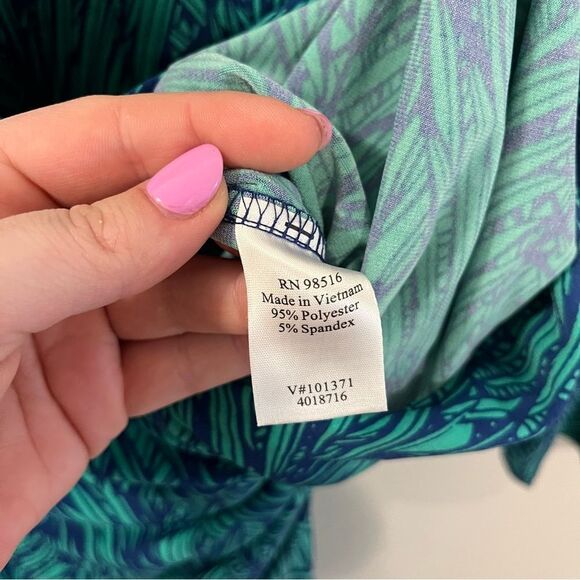 RN 98516
Made in Vietnam
95% Polyester
5% Spandex
V#101371
4018716